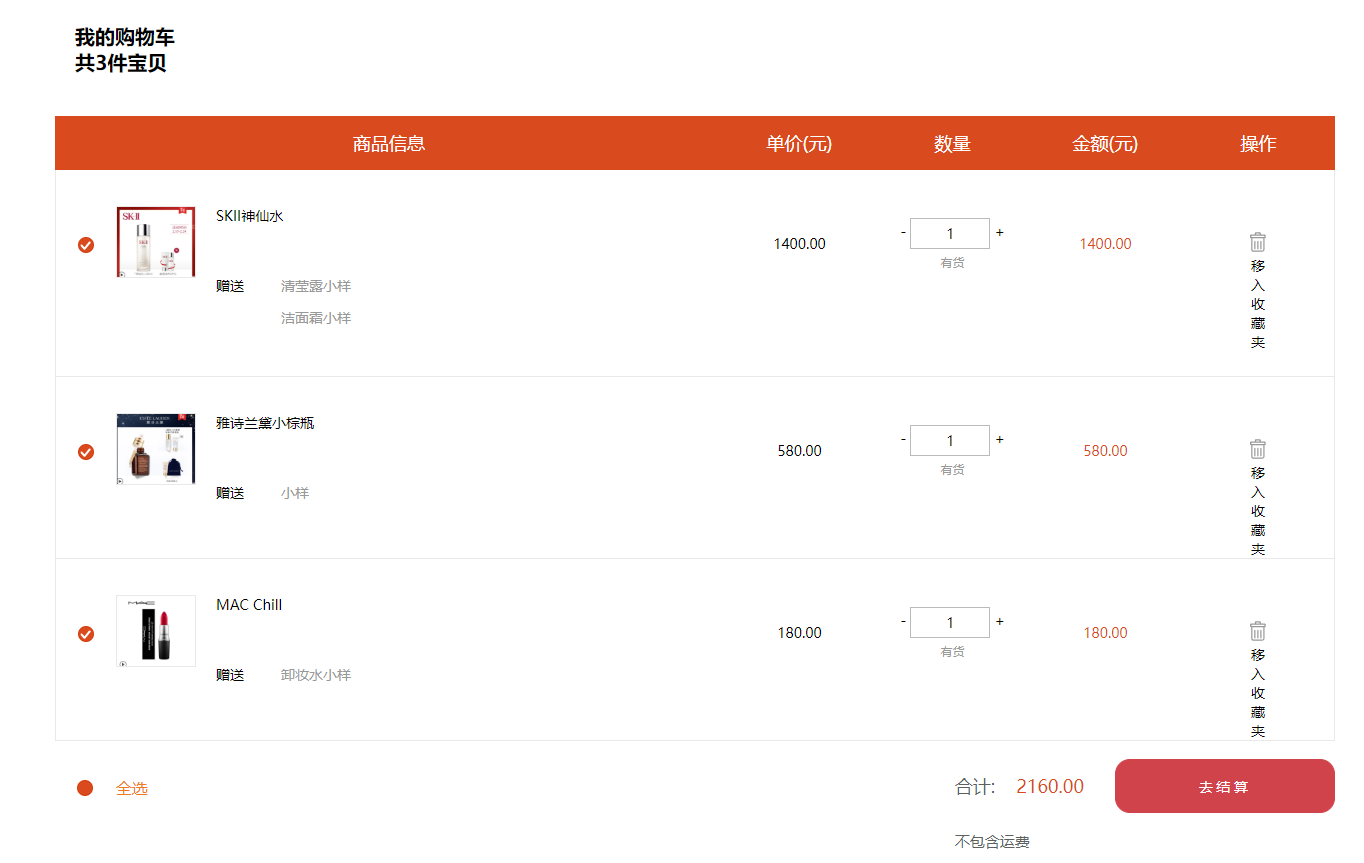 我的购物车
共3件宝贝
商品信息 单价(元) 数量 金额(元) 操作
SK-II
SKII神仙水
1400.00 - 1 + 1400.00
有货
移
入
收
藏
夹
赠送 清莹露小样
洁面霜小样
ESTEE LAUDER
雅诗兰黛小棕瓶
580.00 - 1 + 580.00
有货
移
入
收
藏
夹
赠送 小样
MAC
MAC Chill
180.00 - 1 + 180.00
有货
移
入
收
藏
夹
赠送 卸妆水小样
全选 合计: 2160.00 去结算
不包含运费